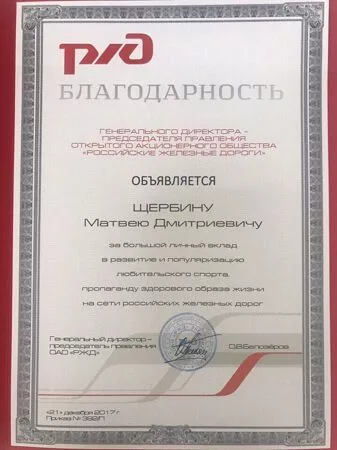 РЖД
БЛАГОДАРНОСТЬ
ГЕНЕРАЛЬНОГО ДИРЕКТОРА –
ПРЕДСЕДАТЕЛЯ ПРАВЛЕНИЯ
ОТКРЫТОГО АКЦИОНЕРНОГО ОБЩЕСТВА
«РОССИЙСКИЕ ЖЕЛЕЗНЫЕ ДОРОГИ»
ОБЪЯВЛЯЕТСЯ
ЩЕРБИНУ
Матвею Дмитриевичу
за большой личный вклад
в развитие и популяризацию
любительского спорта,
пропаганду здорового образа жизни
на сети российских железных дорог
Генеральный директор –
председатель правления
ОАО «РЖД»
О.В.Белозёров
«21» декабря 2017 г.
Приказ № 392/П